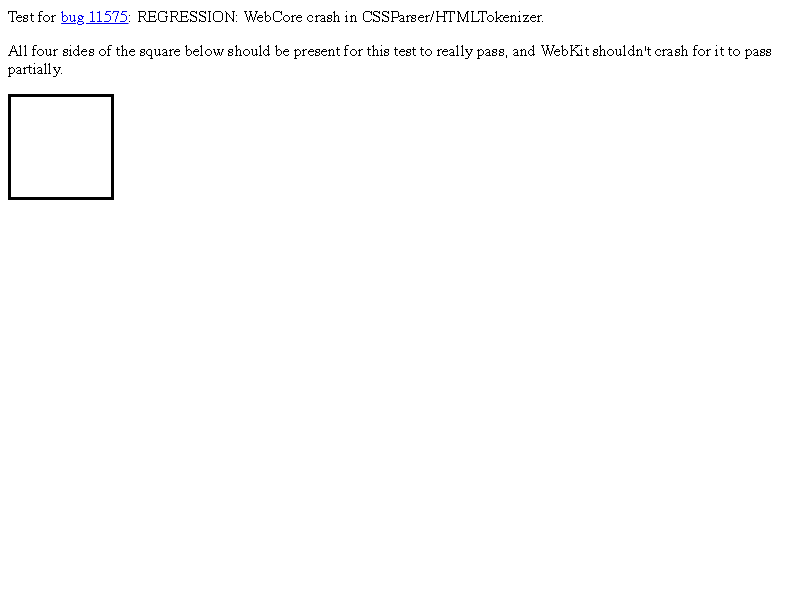 Test for bug 11575: REGRESSION: WebCore crash in CSSParser/HTMLTokenizer.
All four sides of the square below should be present for this test to really pass, and WebKit shouldn't crash for it to pass
partially.